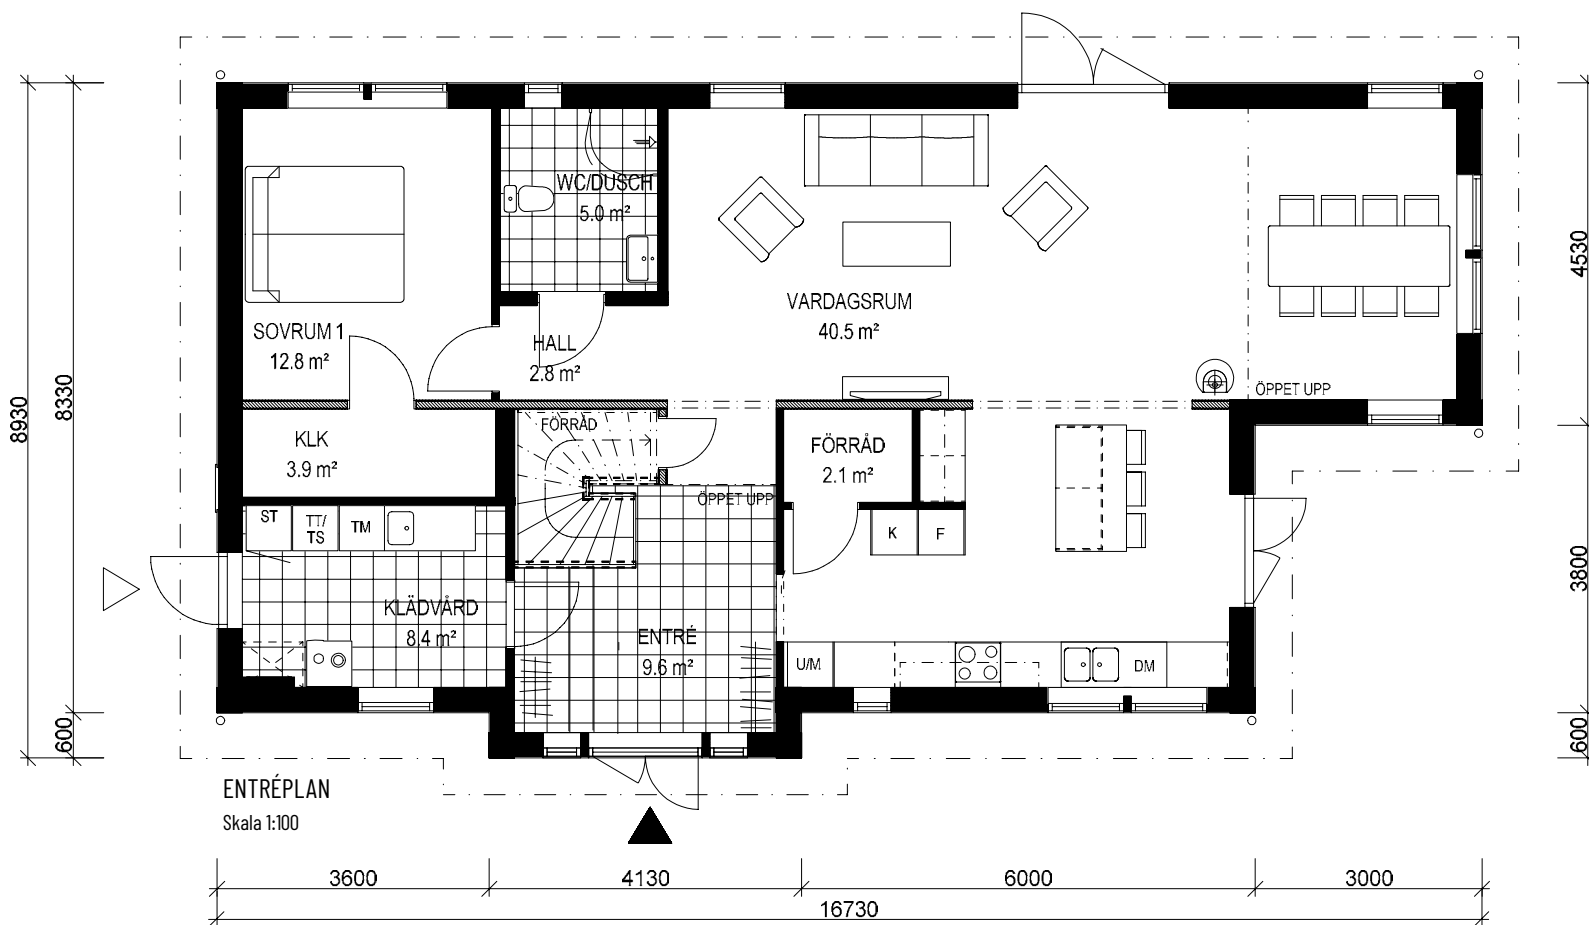 WC/DUSCH
5.0 m²
VARDAGSRUM
40.5 m²
SOVRUM 1
12.8 m²
HALL
2.8 m²
ÖPPET UPP
FÖRRÅD
KLK
3.9 m²
FÖRRÅD
2.1 m²
ÖPPET UPP
ST
TT/
TS
TM
K
F
KLÄDVÅRD
8.4 m²
ENTRÉ
9.6 m²
U/M
DM
8930
8330
600
4530
3800
600
ENTRÉPLAN
Skala 1:100
3600
4130
6000
3000
16730